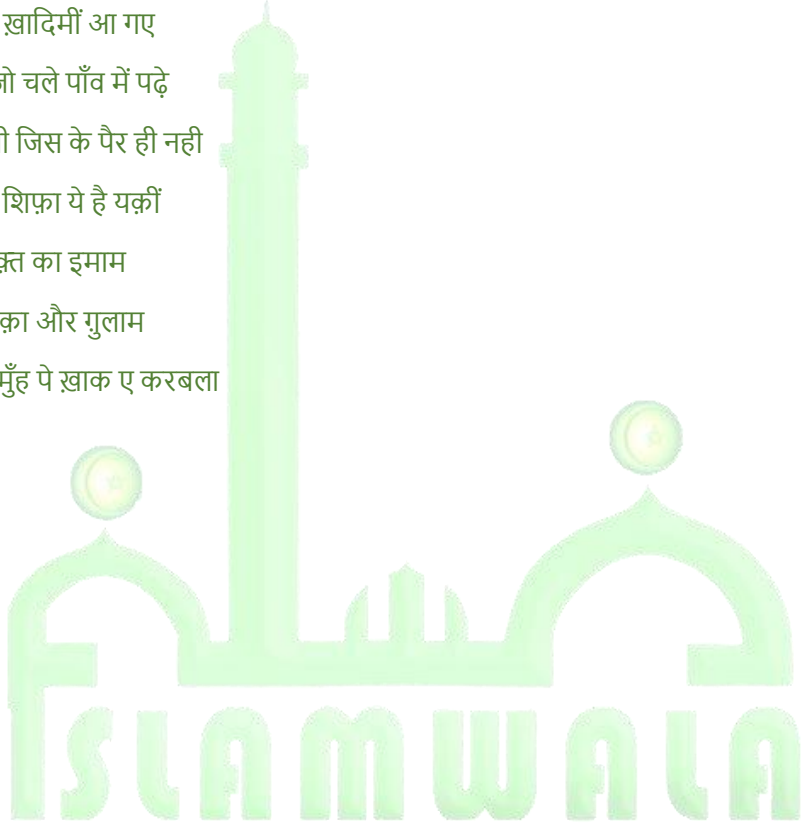 ख़ादिमीं आ गए
चले पाँव में पढ़े
जिस के पैर ही नही
शिफ़ा ये है यक़ीं
का इमाम
और ग़ुलाम
मुँह पे ख़ाक ए करबला
ISLAMWALA